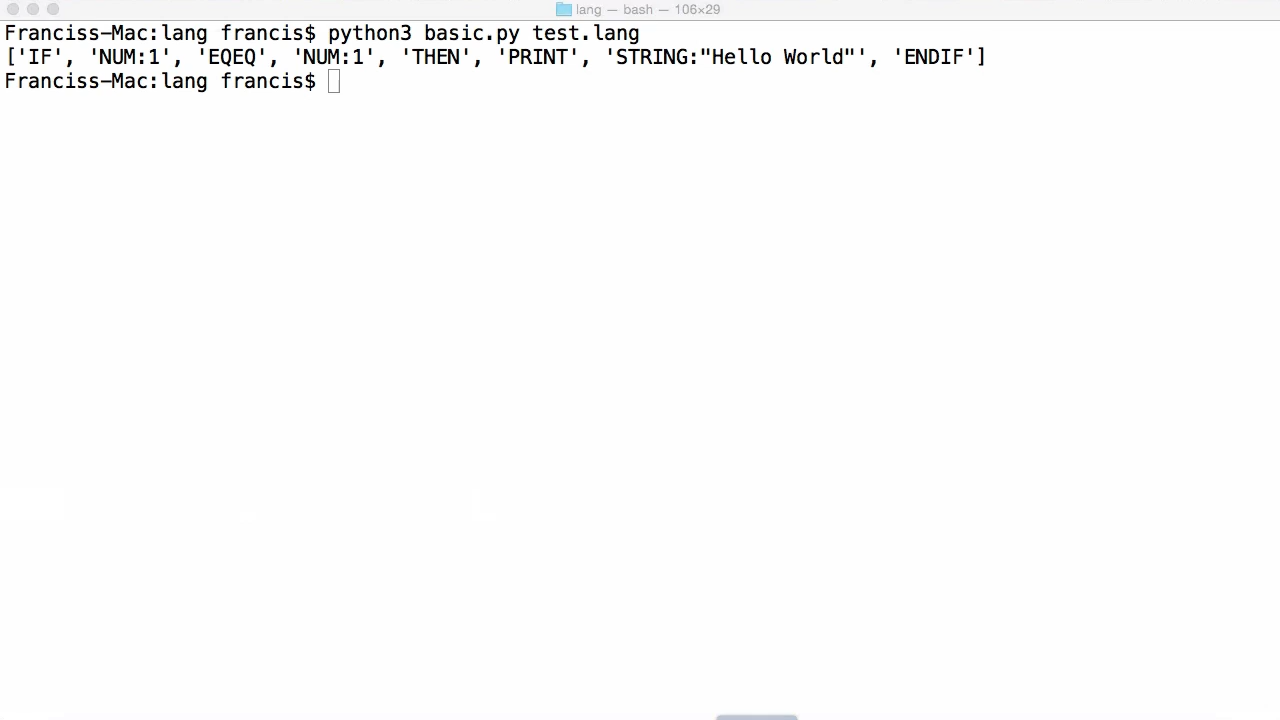 lang — bash — 106×29
Franciss-Mac:lang francis$ python3 basic.py test.lang
['IF', 'NUM:1', 'EQEQ', 'NUM:1', 'THEN', 'PRINT', 'STRING:"Hello World"', 'ENDIF']
Franciss-Mac:lang francis$